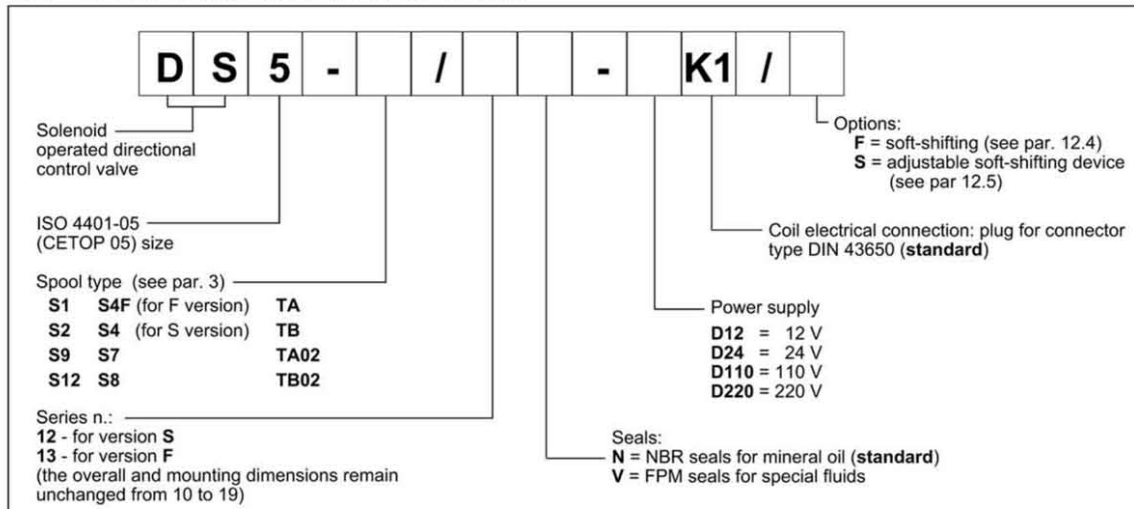 DS5- / - K1 /
Solenoid
operated directional
control valve
ISO 4401-05
(CETOP 05) size
Spool type (see par. 3)
S1 S4F (for F version) TA
S2 S4 (for S version) TB
S9 S7 TA02
S12 S8 TB02
Series n.:
12 - for version S
13 - for version F
(the overall and mounting dimensions remain
unchanged from 10 to 19)
Options:
F = soft-shifting (see par. 12.4)
S = adjustable soft-shifting device
(see par 12.5)
Coil electrical connection: plug for connector
type DIN 43650 (standard)
Power supply
D12 = 12 V
D24 = 24 V
D110 = 110 V
D220 = 220 V
Seals:
N = NBR seals for mineral oil (standard)
V = FPM seals for special fluids